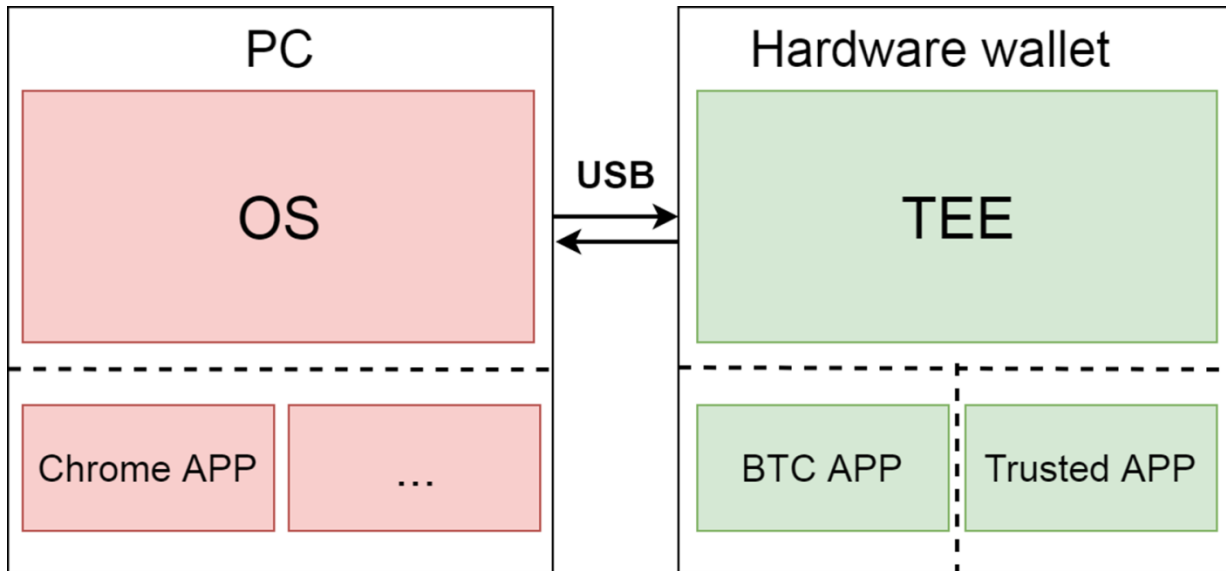 PC
OS
Chrome APP
...
USB
Hardware wallet
TEE
BTC APP
Trusted APP